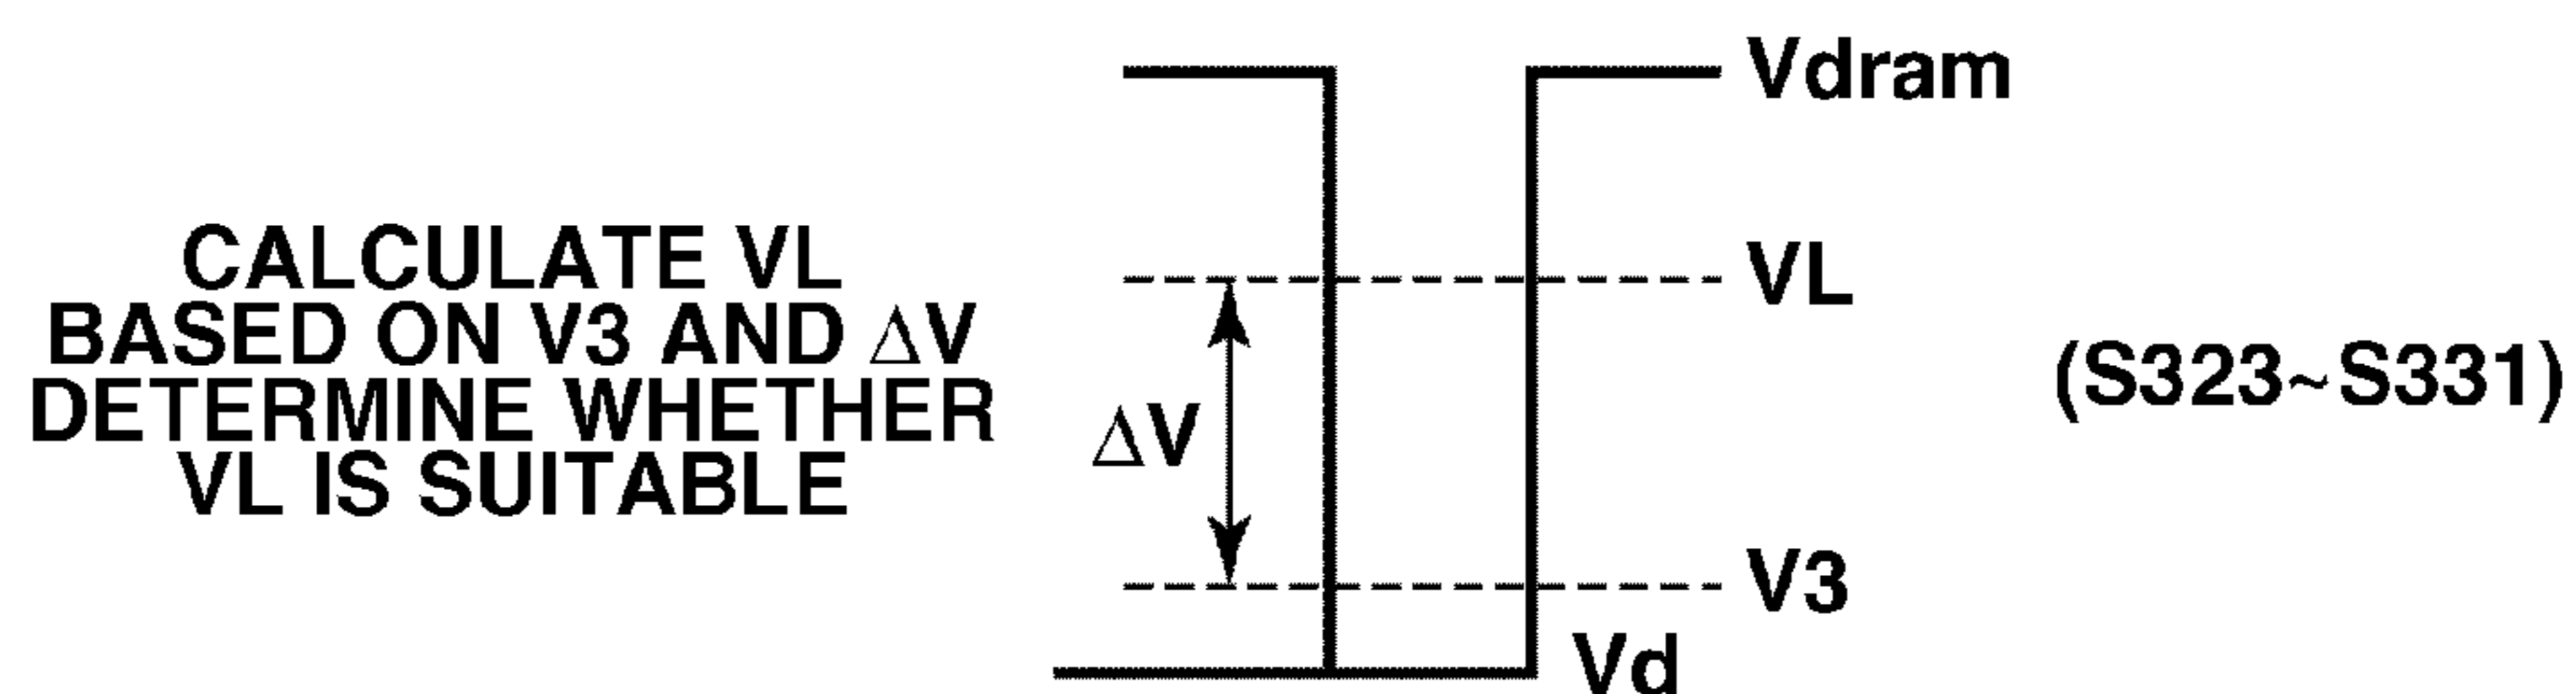 CALCULATE VL
BASED ON V3 AND ΔV
DETERMINE WHETHER
VL IS SUITABLE
Vdram
VL
ΔV
V3
Vd
(S323~S331)